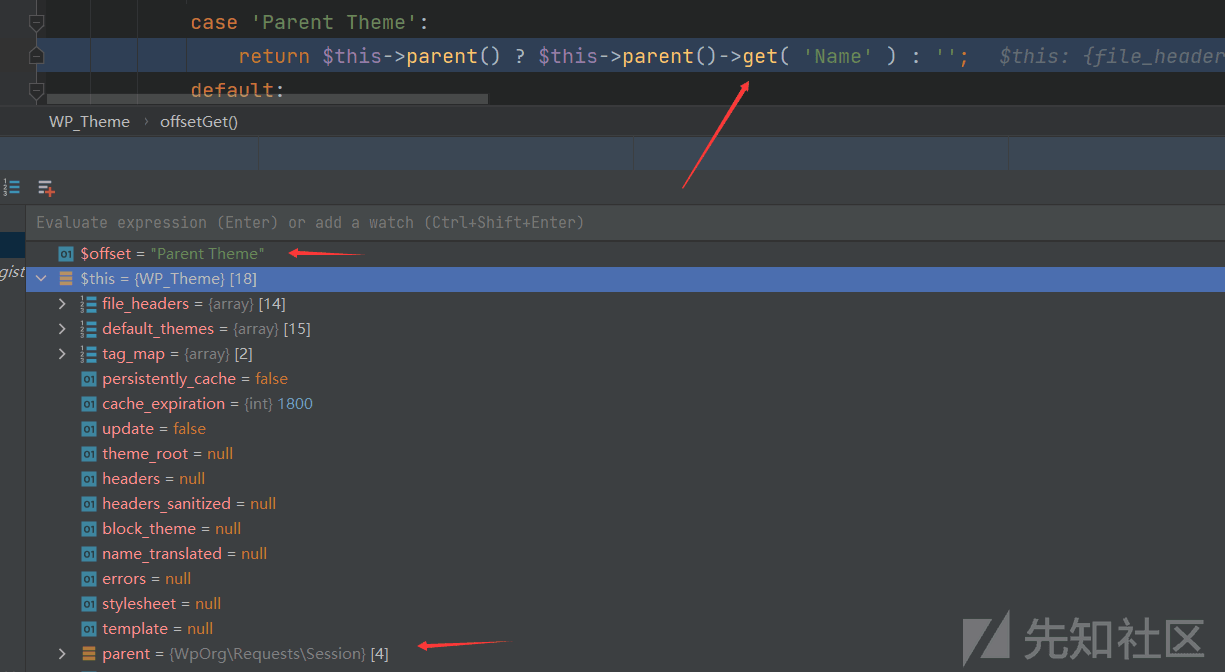 case 'Parent Theme':
return $this->parent() ? $this->parent()->get( 'Name' ) : ''; $this: {file_header
default:
WP_Theme › offsetGet()
Evaluate expression (Enter) or add a watch (Ctrl+Shift+Enter)
$offset = "Parent Theme"
gist
$this = {WP_Theme} [18]
file_headers = {array} [14]
default_themes = {array} [15]
tag_map = {array} [2]
persistently_cache = false
cache_expiration = {int} 1800
update = false
theme_root = null
headers = null
headers_sanitized = null
block_theme = null
name_translated = null
errors = null
stylesheet = null
template = null
parent = {WpOrg\Requests\Session} [4]
先知社区